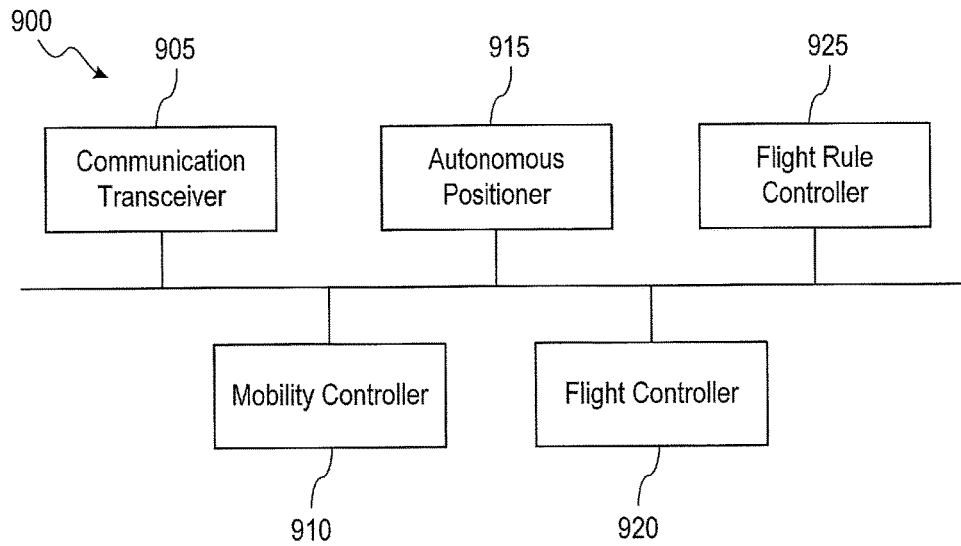 900
905
915
925
Communication
Transceiver
Autonomous
Positioner
Flight Rule
Controller
Mobility Controller
Flight Controller
910
920